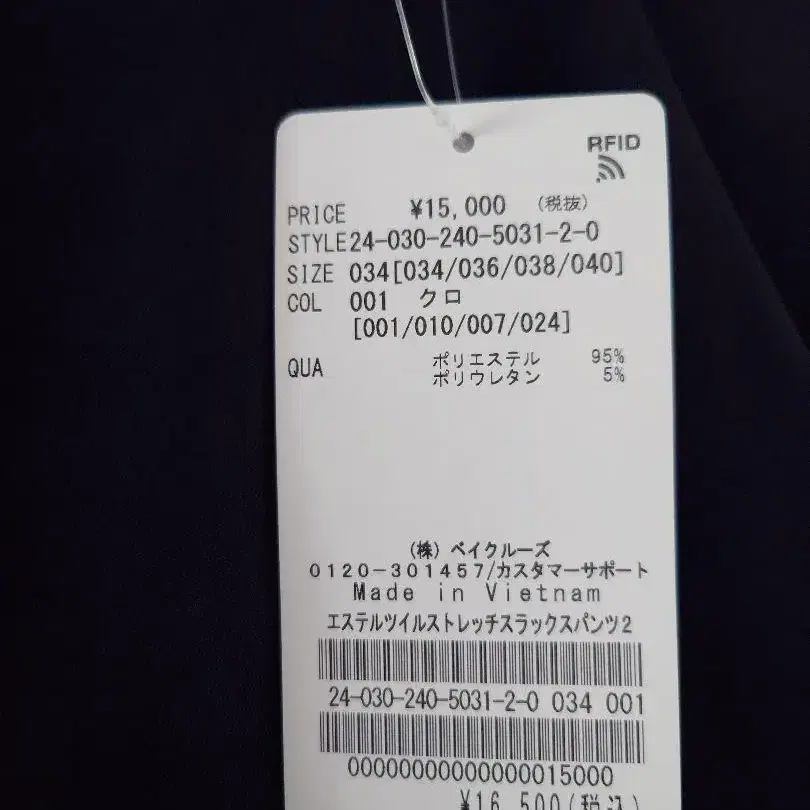 RFID
PRICE ¥15,000 (税抜)
STYLE 24-030-240-5031-2-0
SIZE 034[034/036/038/040]
COL 001 クロ
[001/010/007/024]
QUA ポリエステル 95%
ポリウレタン 5%
(株) ベイクルーズ
0120-301457/カスタマーサポート
Made in Vietnam
エステルツイルストレッチスラックスパンツ2
24-030-240-5031-2-0 034 001
00000000000000015000
¥16,500(税込)